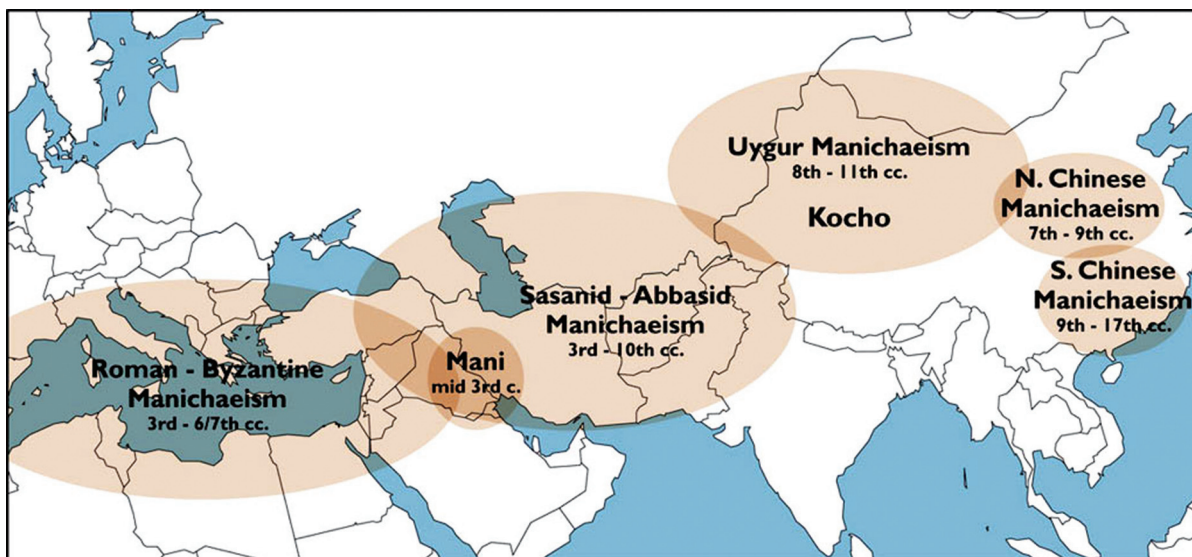 Uygur Manichaeism
8th - 11th cc.
Kocho
N. Chinese
Manichaeism
7th - 9th cc.
S. Chinese
Manichaeism
9th - 17th cc.
Sasanid - Abbasid
Manichaeism
3rd - 10th cc.
Mani
mid 3rd c.
Roman - Byzantine
Manichaeism
3rd - 6/7th cc.